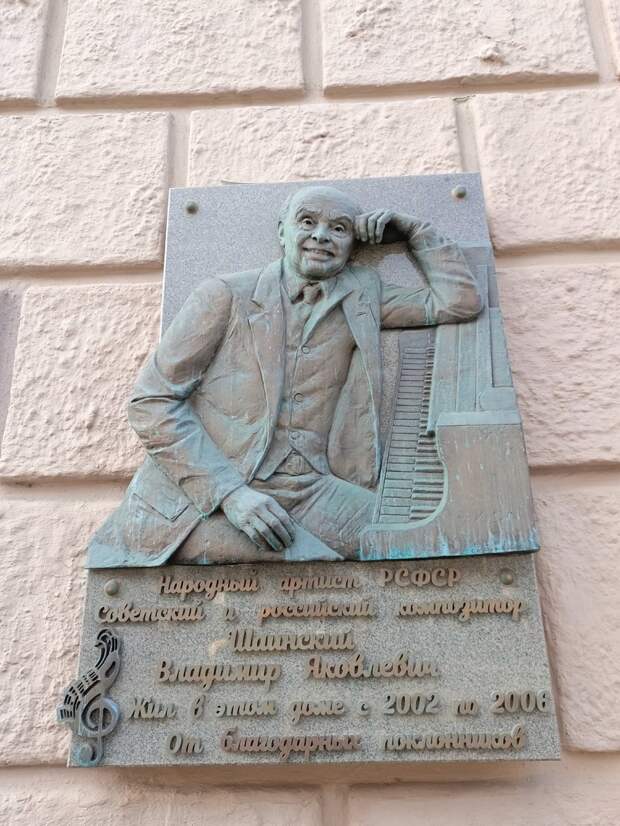 Народный артист РСФСР
Советский и российский композитор
Шаинский
Владимир Яковлевич
Жил в этом доме с 2002 по 2006
От благодарных поклонников